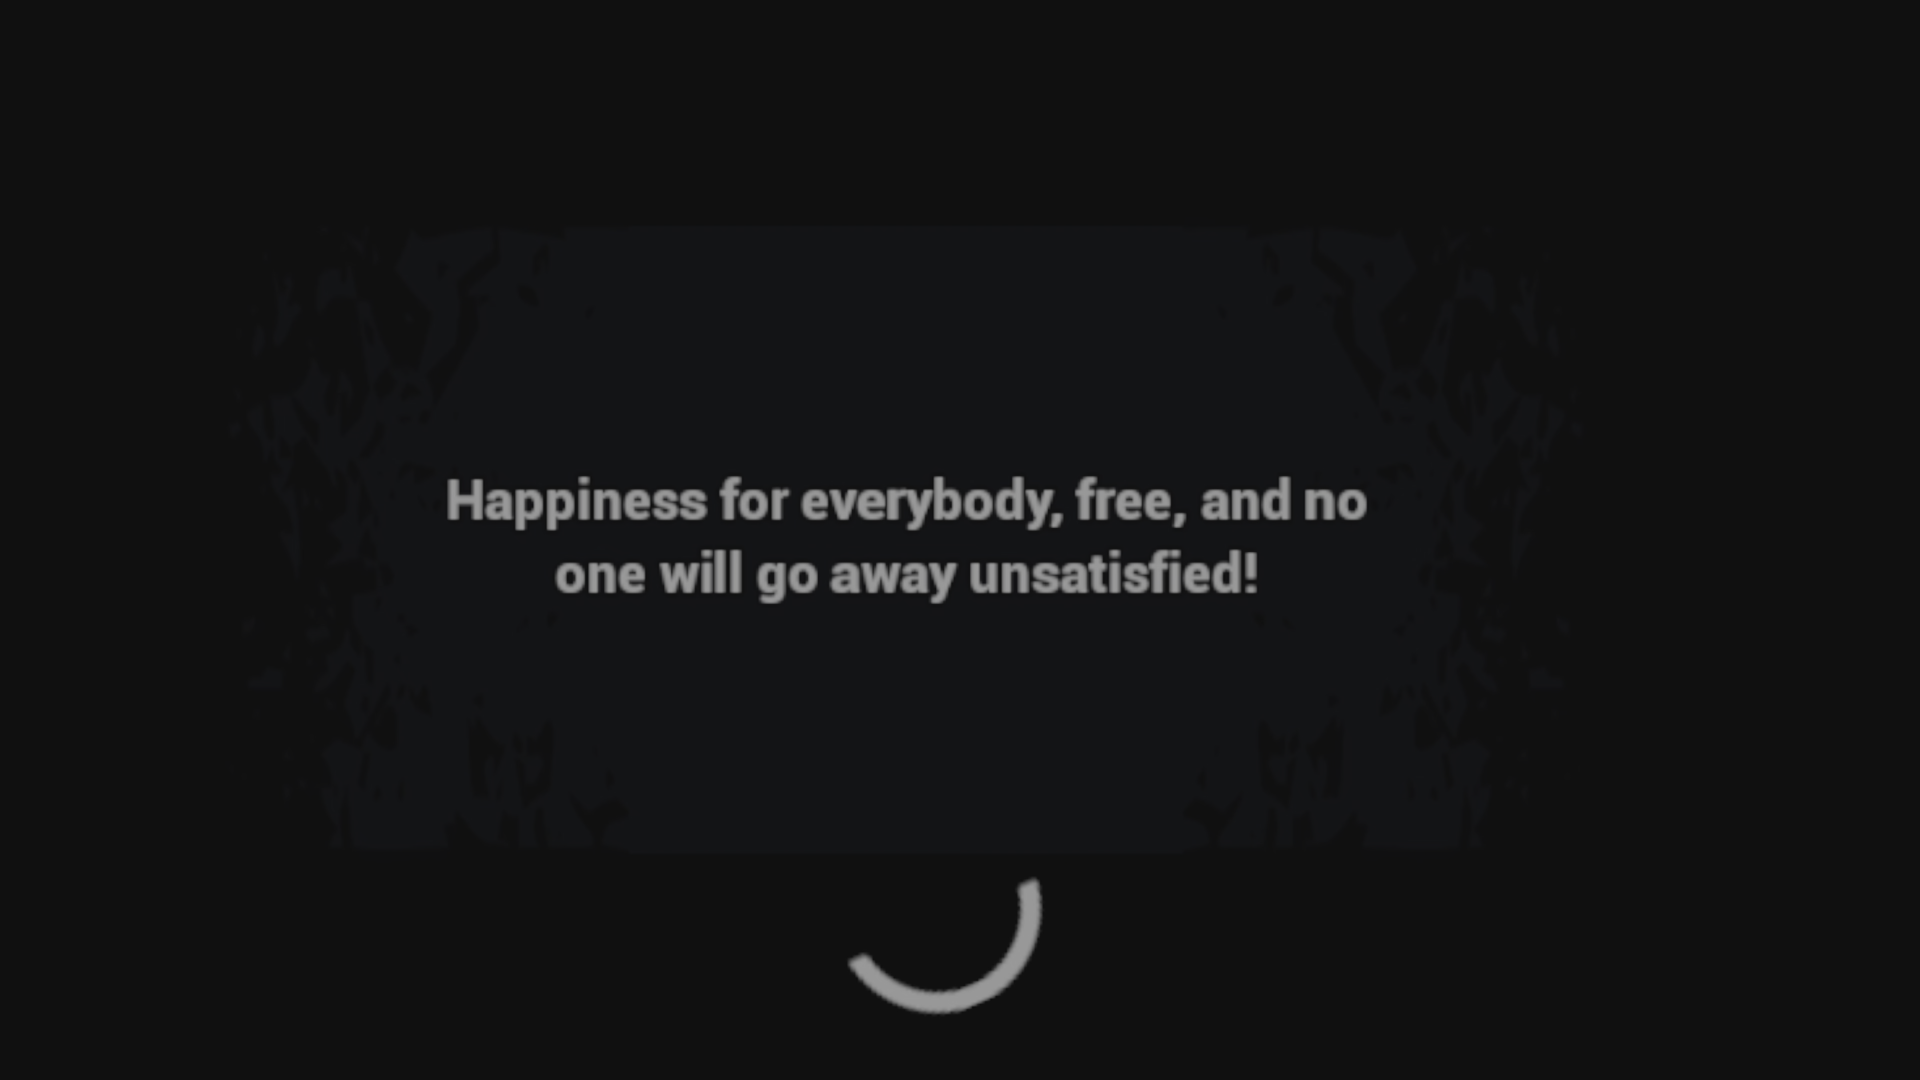 Happiness for everybody, free, and no
one will go away unsatisfied!